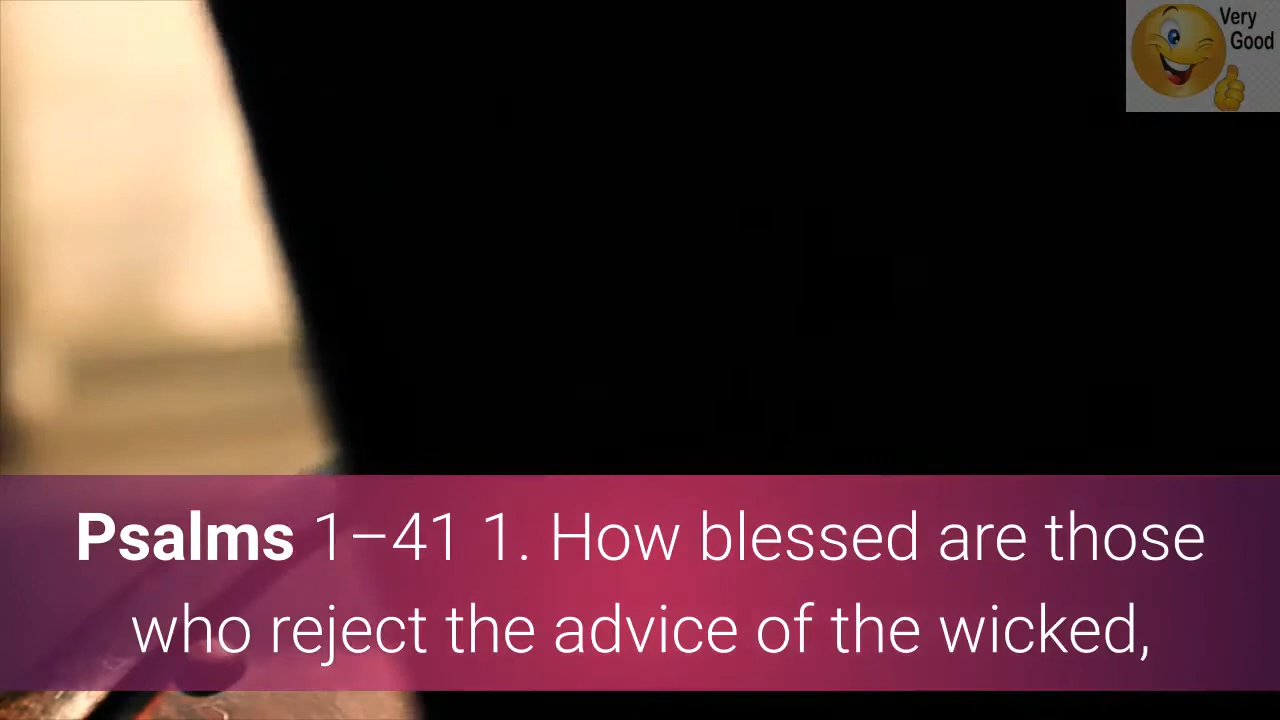 Very
Good
Psalms 1–41 1. How blessed are those
who reject the advice of the wicked,